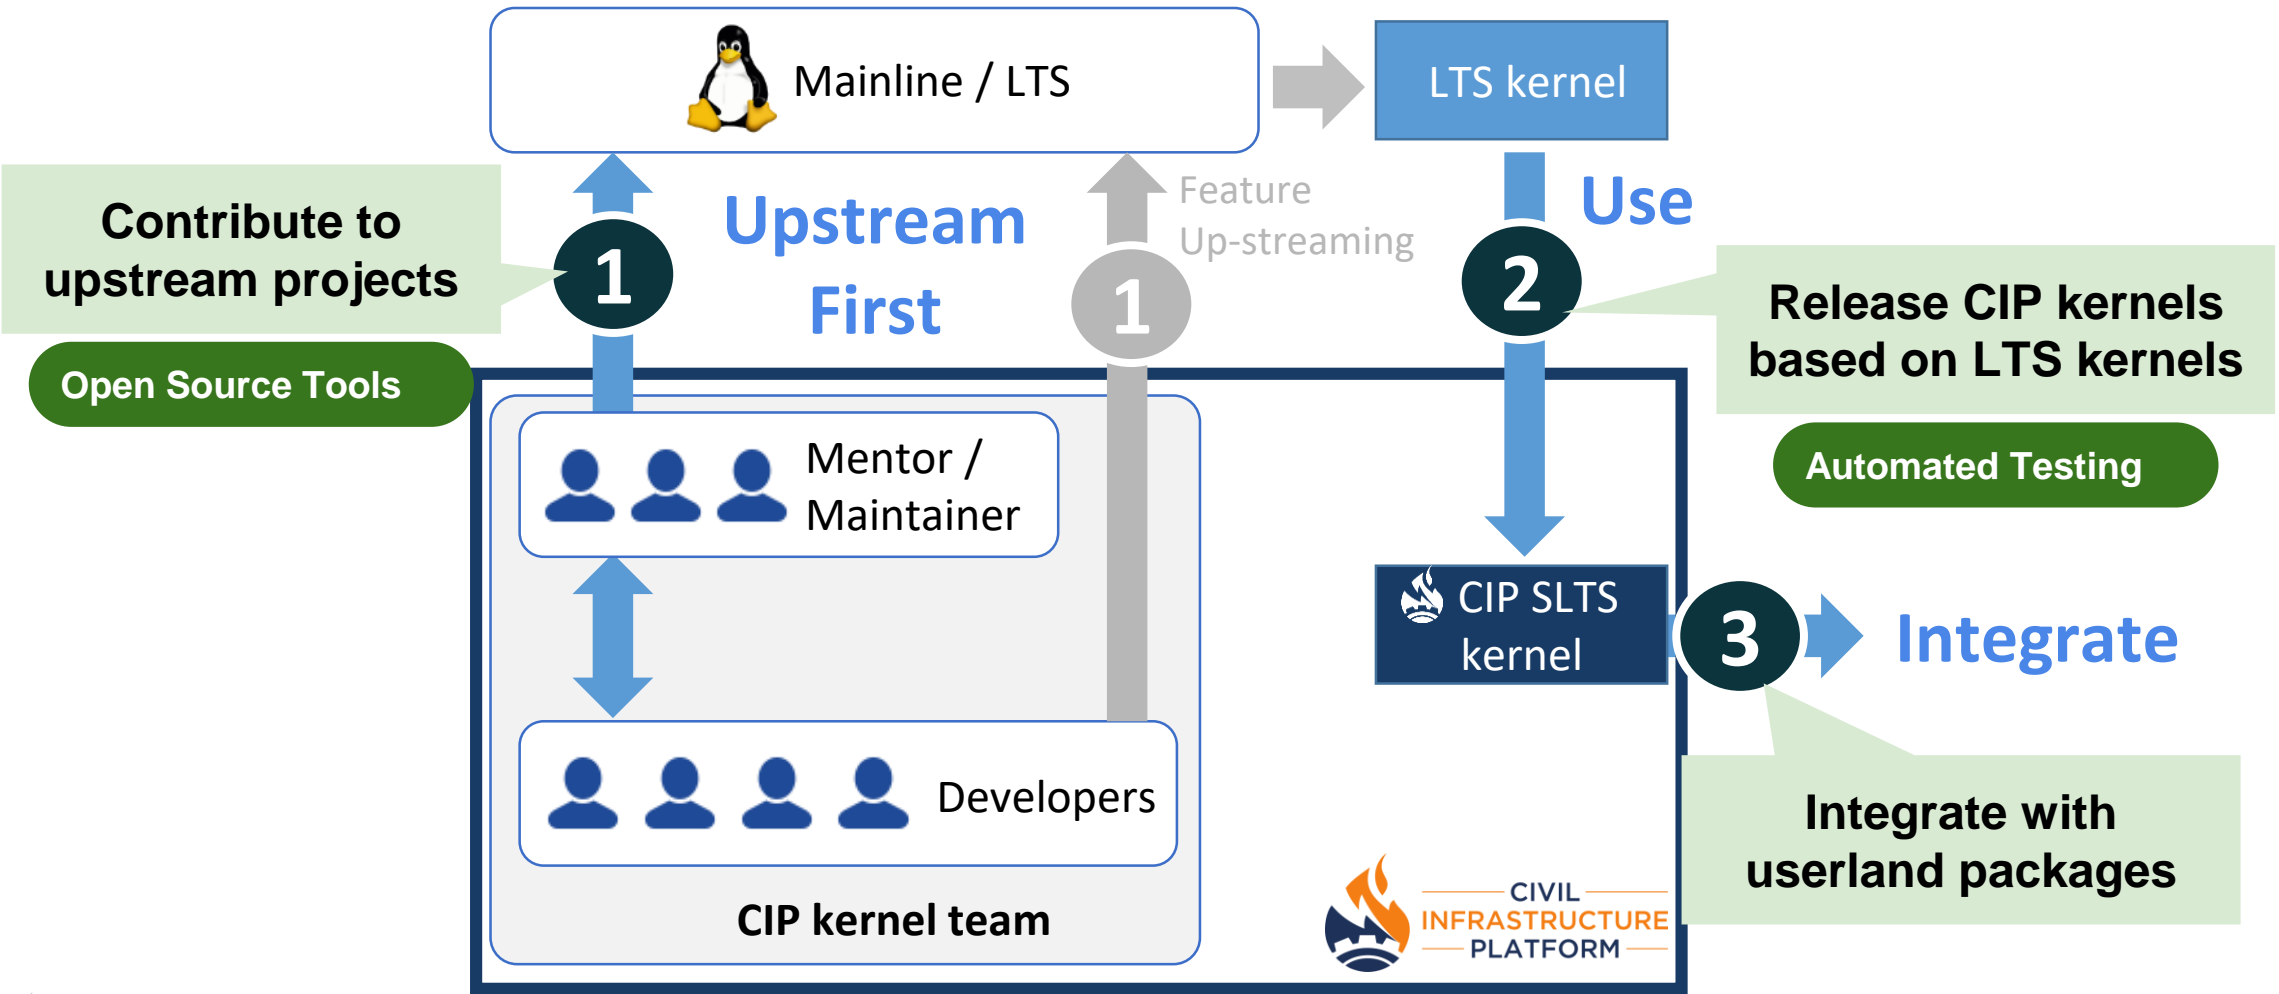 Mainline / LTS
LTS kernel
Contribute to
upstream projects
Open Source Tools
1
Upstream
First
1
Feature
Up-streaming
2
Use
Release CIP kernels
based on LTS kernels
Automated Testing
Mentor /
Maintainer
Developers
CIP kernel team
CIP SLTS
kernel
3
Integrate
Integrate with
userland packages
CIVIL
INFRASTRUCTURE
PLATFORM